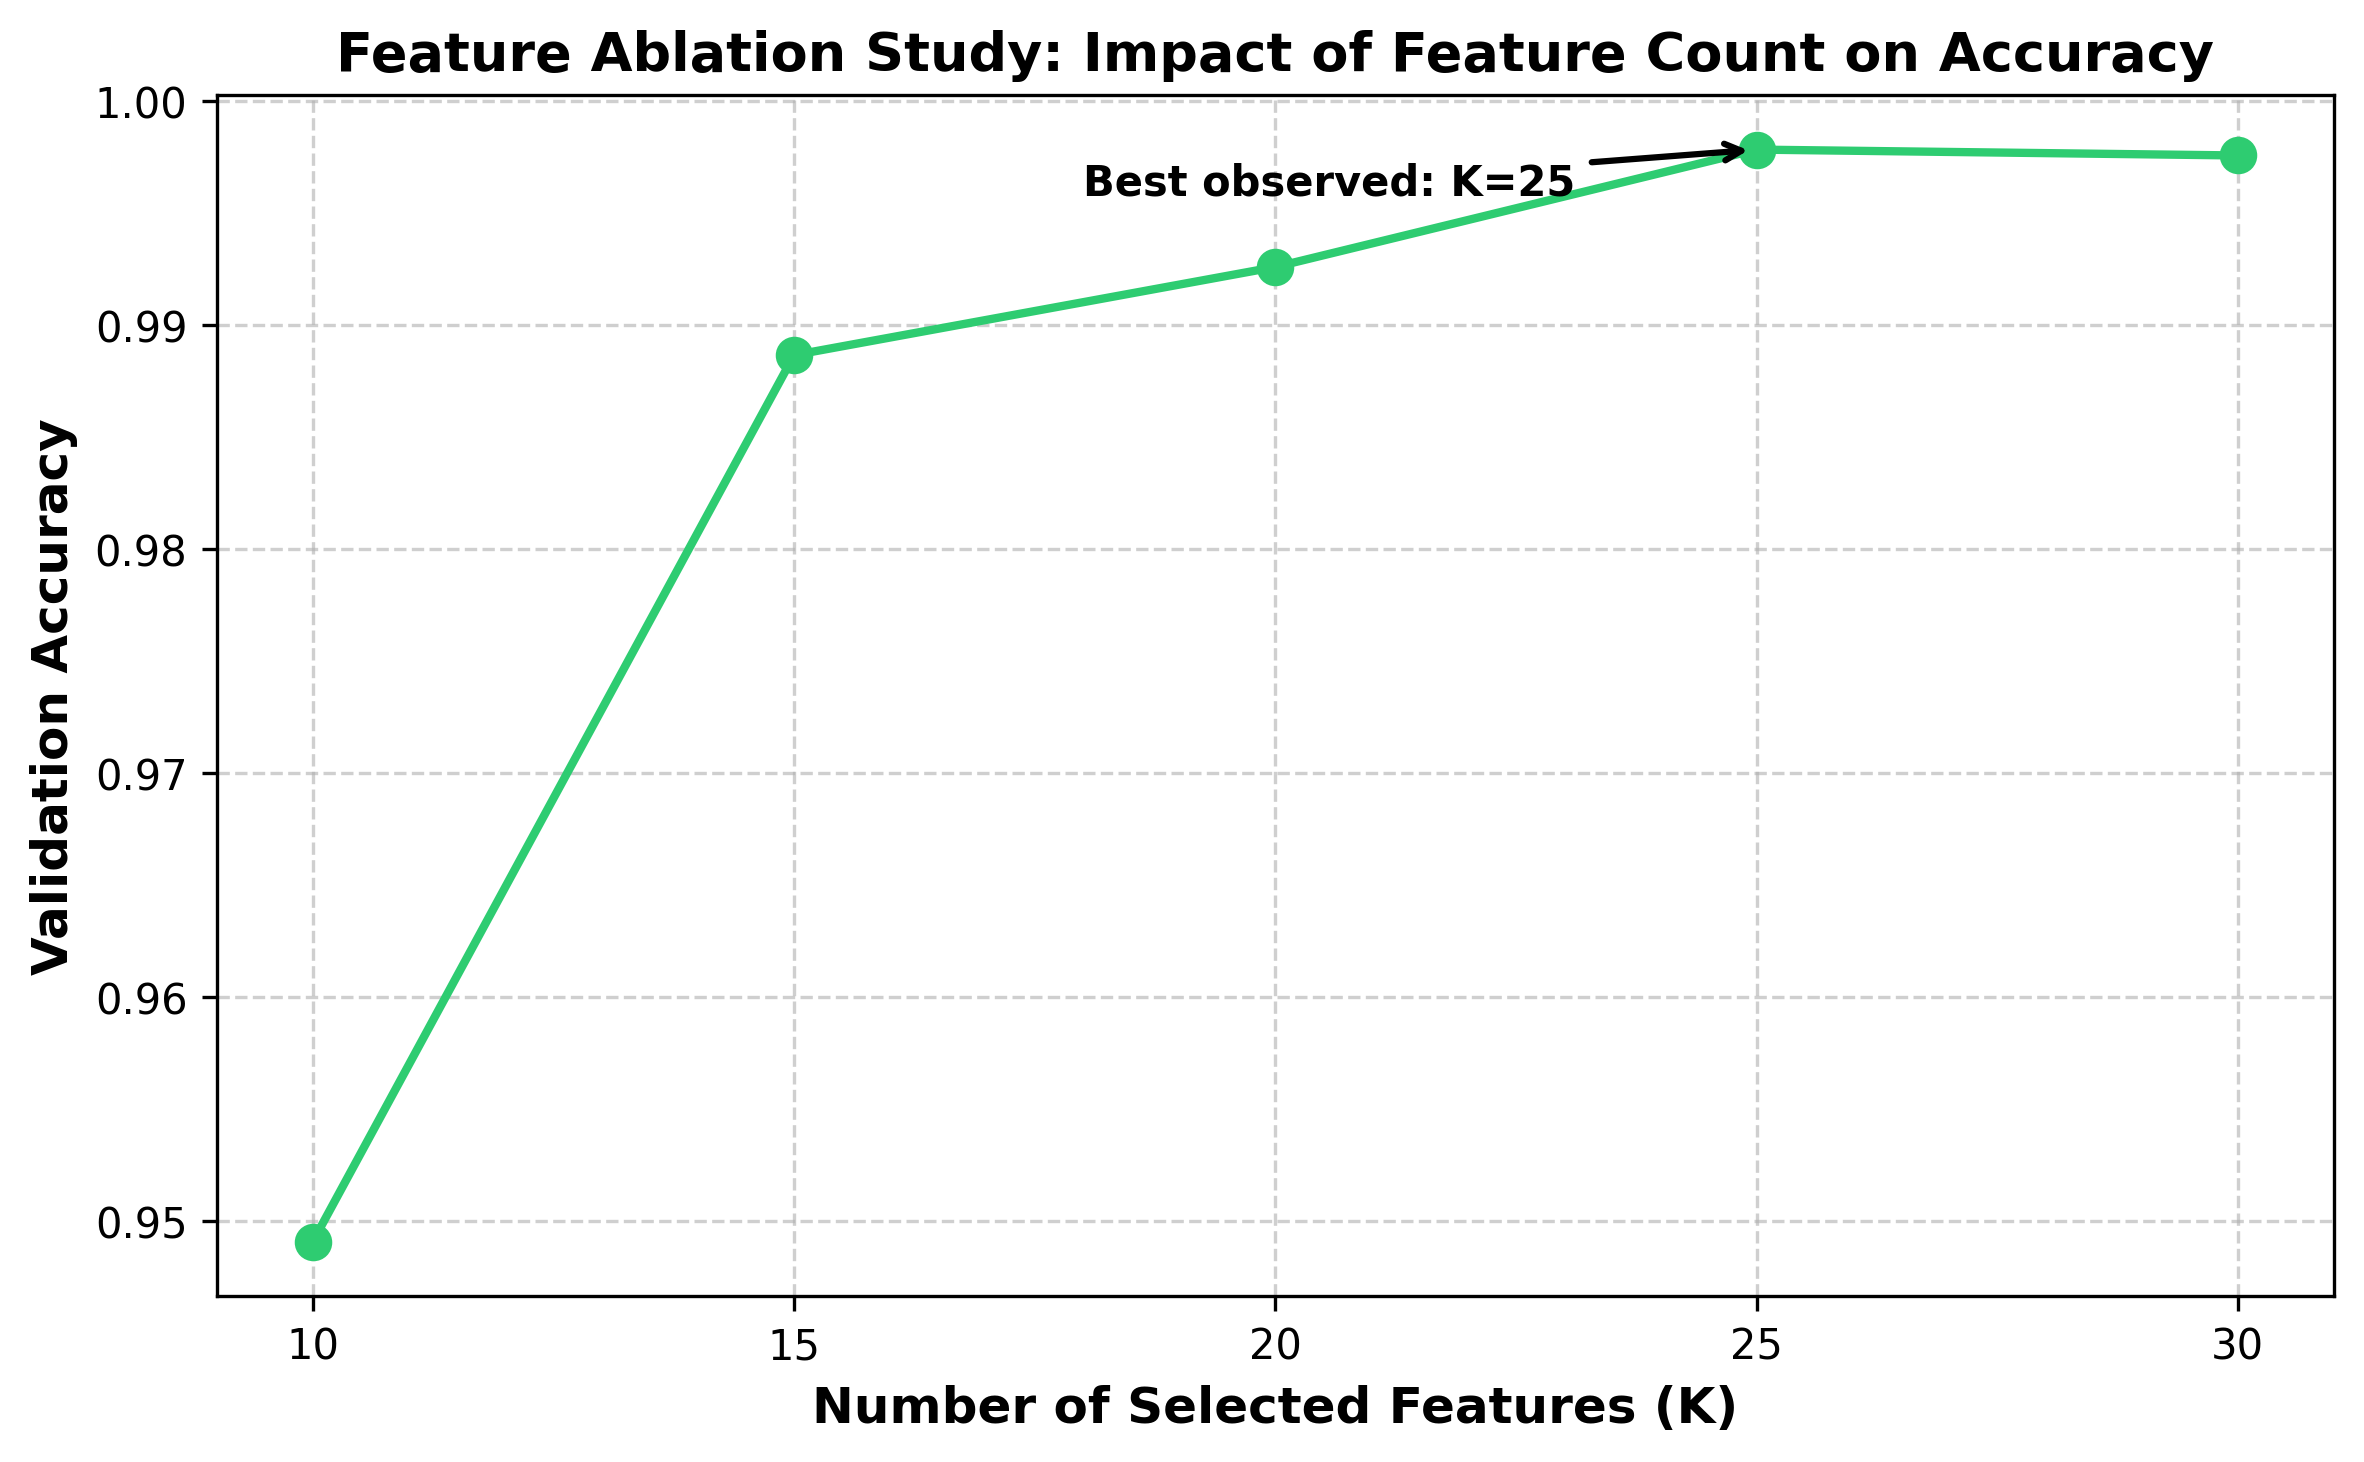 Feature Ablation Study: Impact of Feature Count on Accuracy
1.00
0.99
0.98
0.97
0.96
0.95
Validation Accuracy
Best observed: K=25
10 15 20 25 30
Number of Selected Features (K)